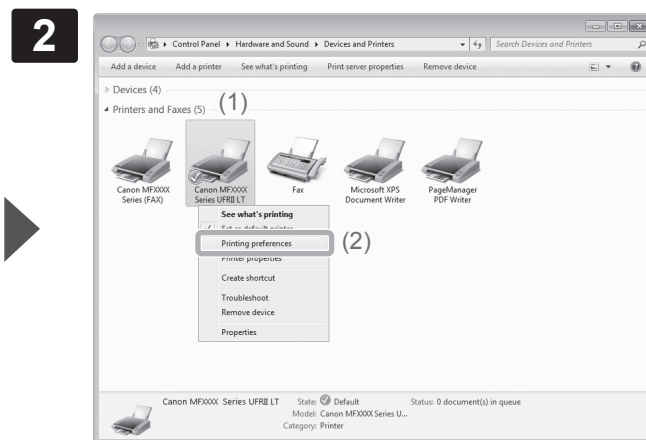 2
Control Panel ▸ Hardware and Sound ▸ Devices and Printers
Search Devices and Printers
Add a device Add a printer See what's printing Print server properties Remove device
Devices (4)
Printers and Faxes (5)
(1)
Canon MFXXXX
Series (FAX)
Canon MFXXXX
Series UFRII LT
Fax
Microsoft XPS
Document Writer
PageManager
PDF Writer
See what's printing
Set as default printer
Printing preferences
(2)
Printer properties
Create shortcut
Troubleshoot
Remove device
Properties
Canon MFXXXX Series UFRII LT State: Default Status: 0 document(s) in queue
Model: Canon MFXXXX Series U...
Category: Printer